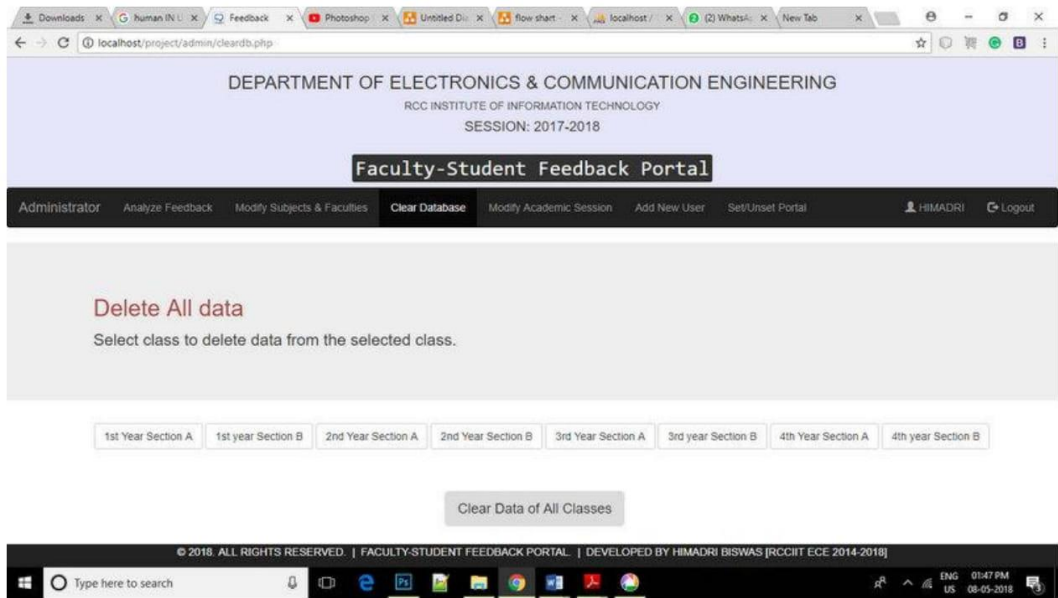 Downloads
human IN L
Feedback
Photoshop
Untitled Di
flow shart -
localhost /
(2) WhatsA
New Tab
localhost/project/admin/cleardb.php
DEPARTMENT OF ELECTRONICS & COMMUNICATION ENGINEERING
RCC INSTITUTE OF INFORMATION TECHNOLOGY
SESSION: 2017-2018
Faculty-Student Feedback Portal
Administrator Analyze Feedback Modify Subjects & Faculties Clear Database Modify Academic Session Add New User Set/Unset Portal HIMADRI Logout
Delete All data
Select class to delete data from the selected class.
1st Year Section A 1st year Section B 2nd Year Section A 2nd Year Section B 3rd Year Section A 3rd year Section B 4th Year Section A 4th year Section B
Clear Data of All Classes
© 2018. ALL RIGHTS RESERVED. | FACULTY-STUDENT FEEDBACK PORTAL. | DEVELOPED BY HIMADRI BISWAS [RCCIIT ECE 2014-2018]
Type here to search
ENG 01:47 PM
US 08-05-2018